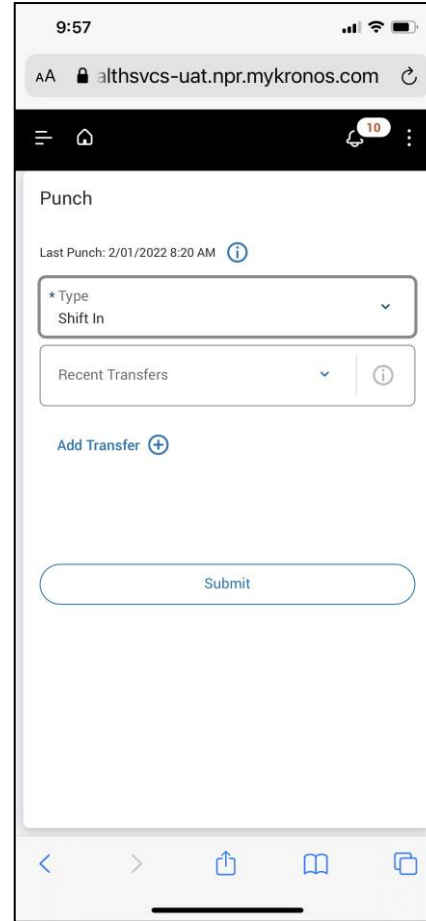 9:57
AA althsvcs-uat.npr.mykronos.com
10
Punch
Last Punch: 2/01/2022 8:20 AM
* Type
Shift In
Recent Transfers
Add Transfer
Submit